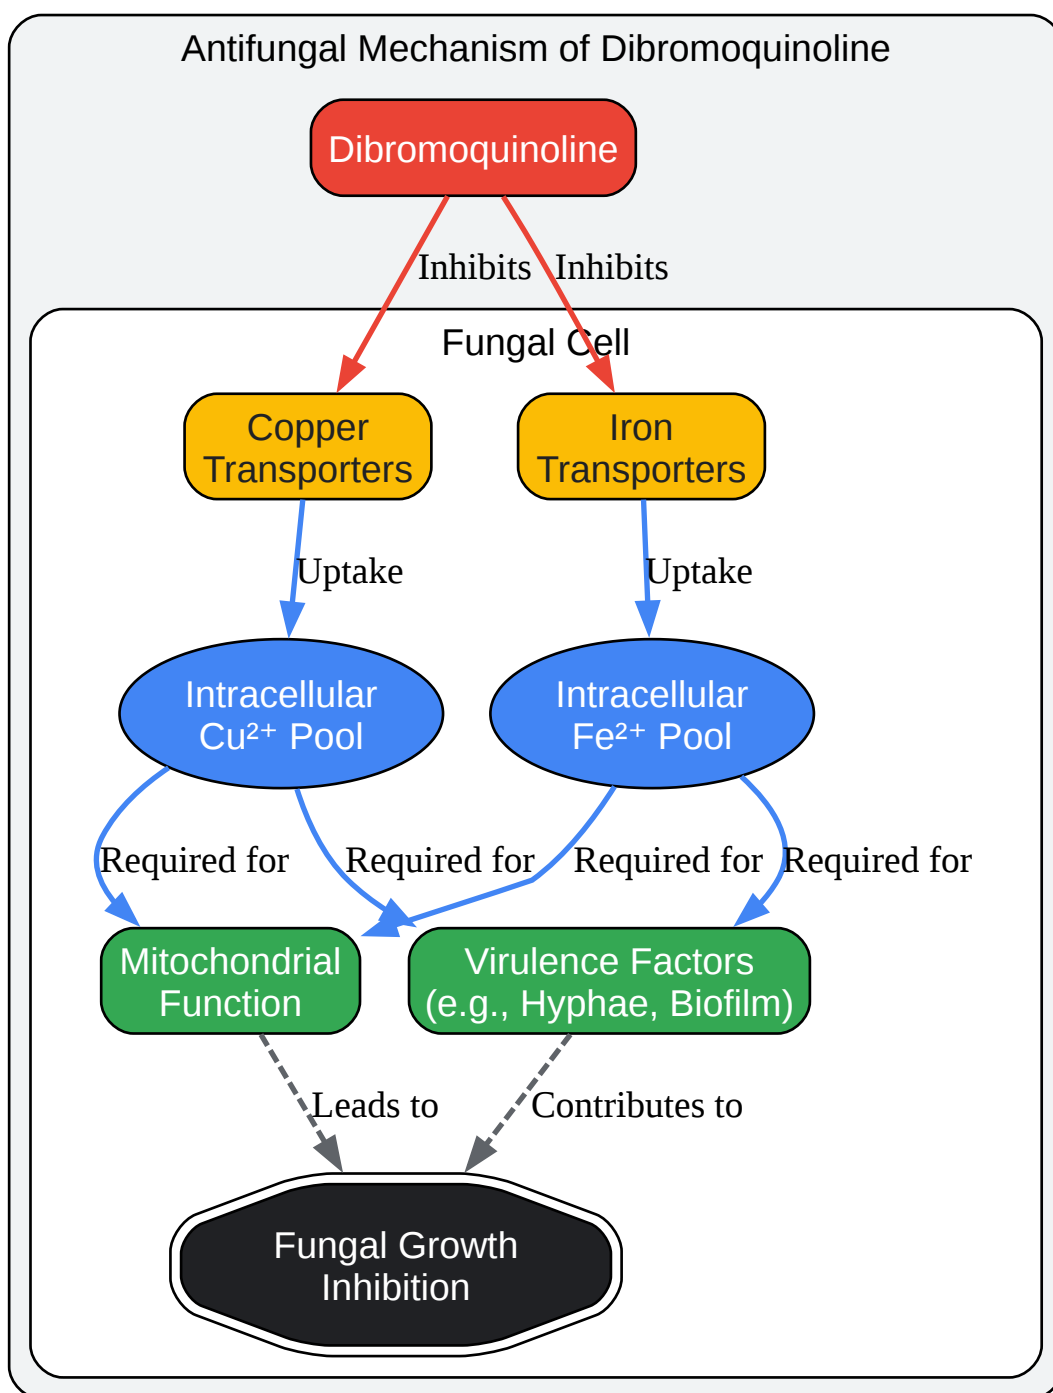 Antifungal Mechanism of Dibromoquinoline
Dibromoquinoline
Inhibits
Inhibits
Fungal Cell
Copper
Transporters
Iron
Transporters
Uptake
Uptake
Intracellular
Cu²⁺ Pool
Intracellular
Fe²⁺ Pool
Required for
Required for
Required for
Required for
Mitochondrial
Function
Virulence Factors
(e.g., Hyphae, Biofilm)
Leads to
Contributes to
Fungal Growth
Inhibition